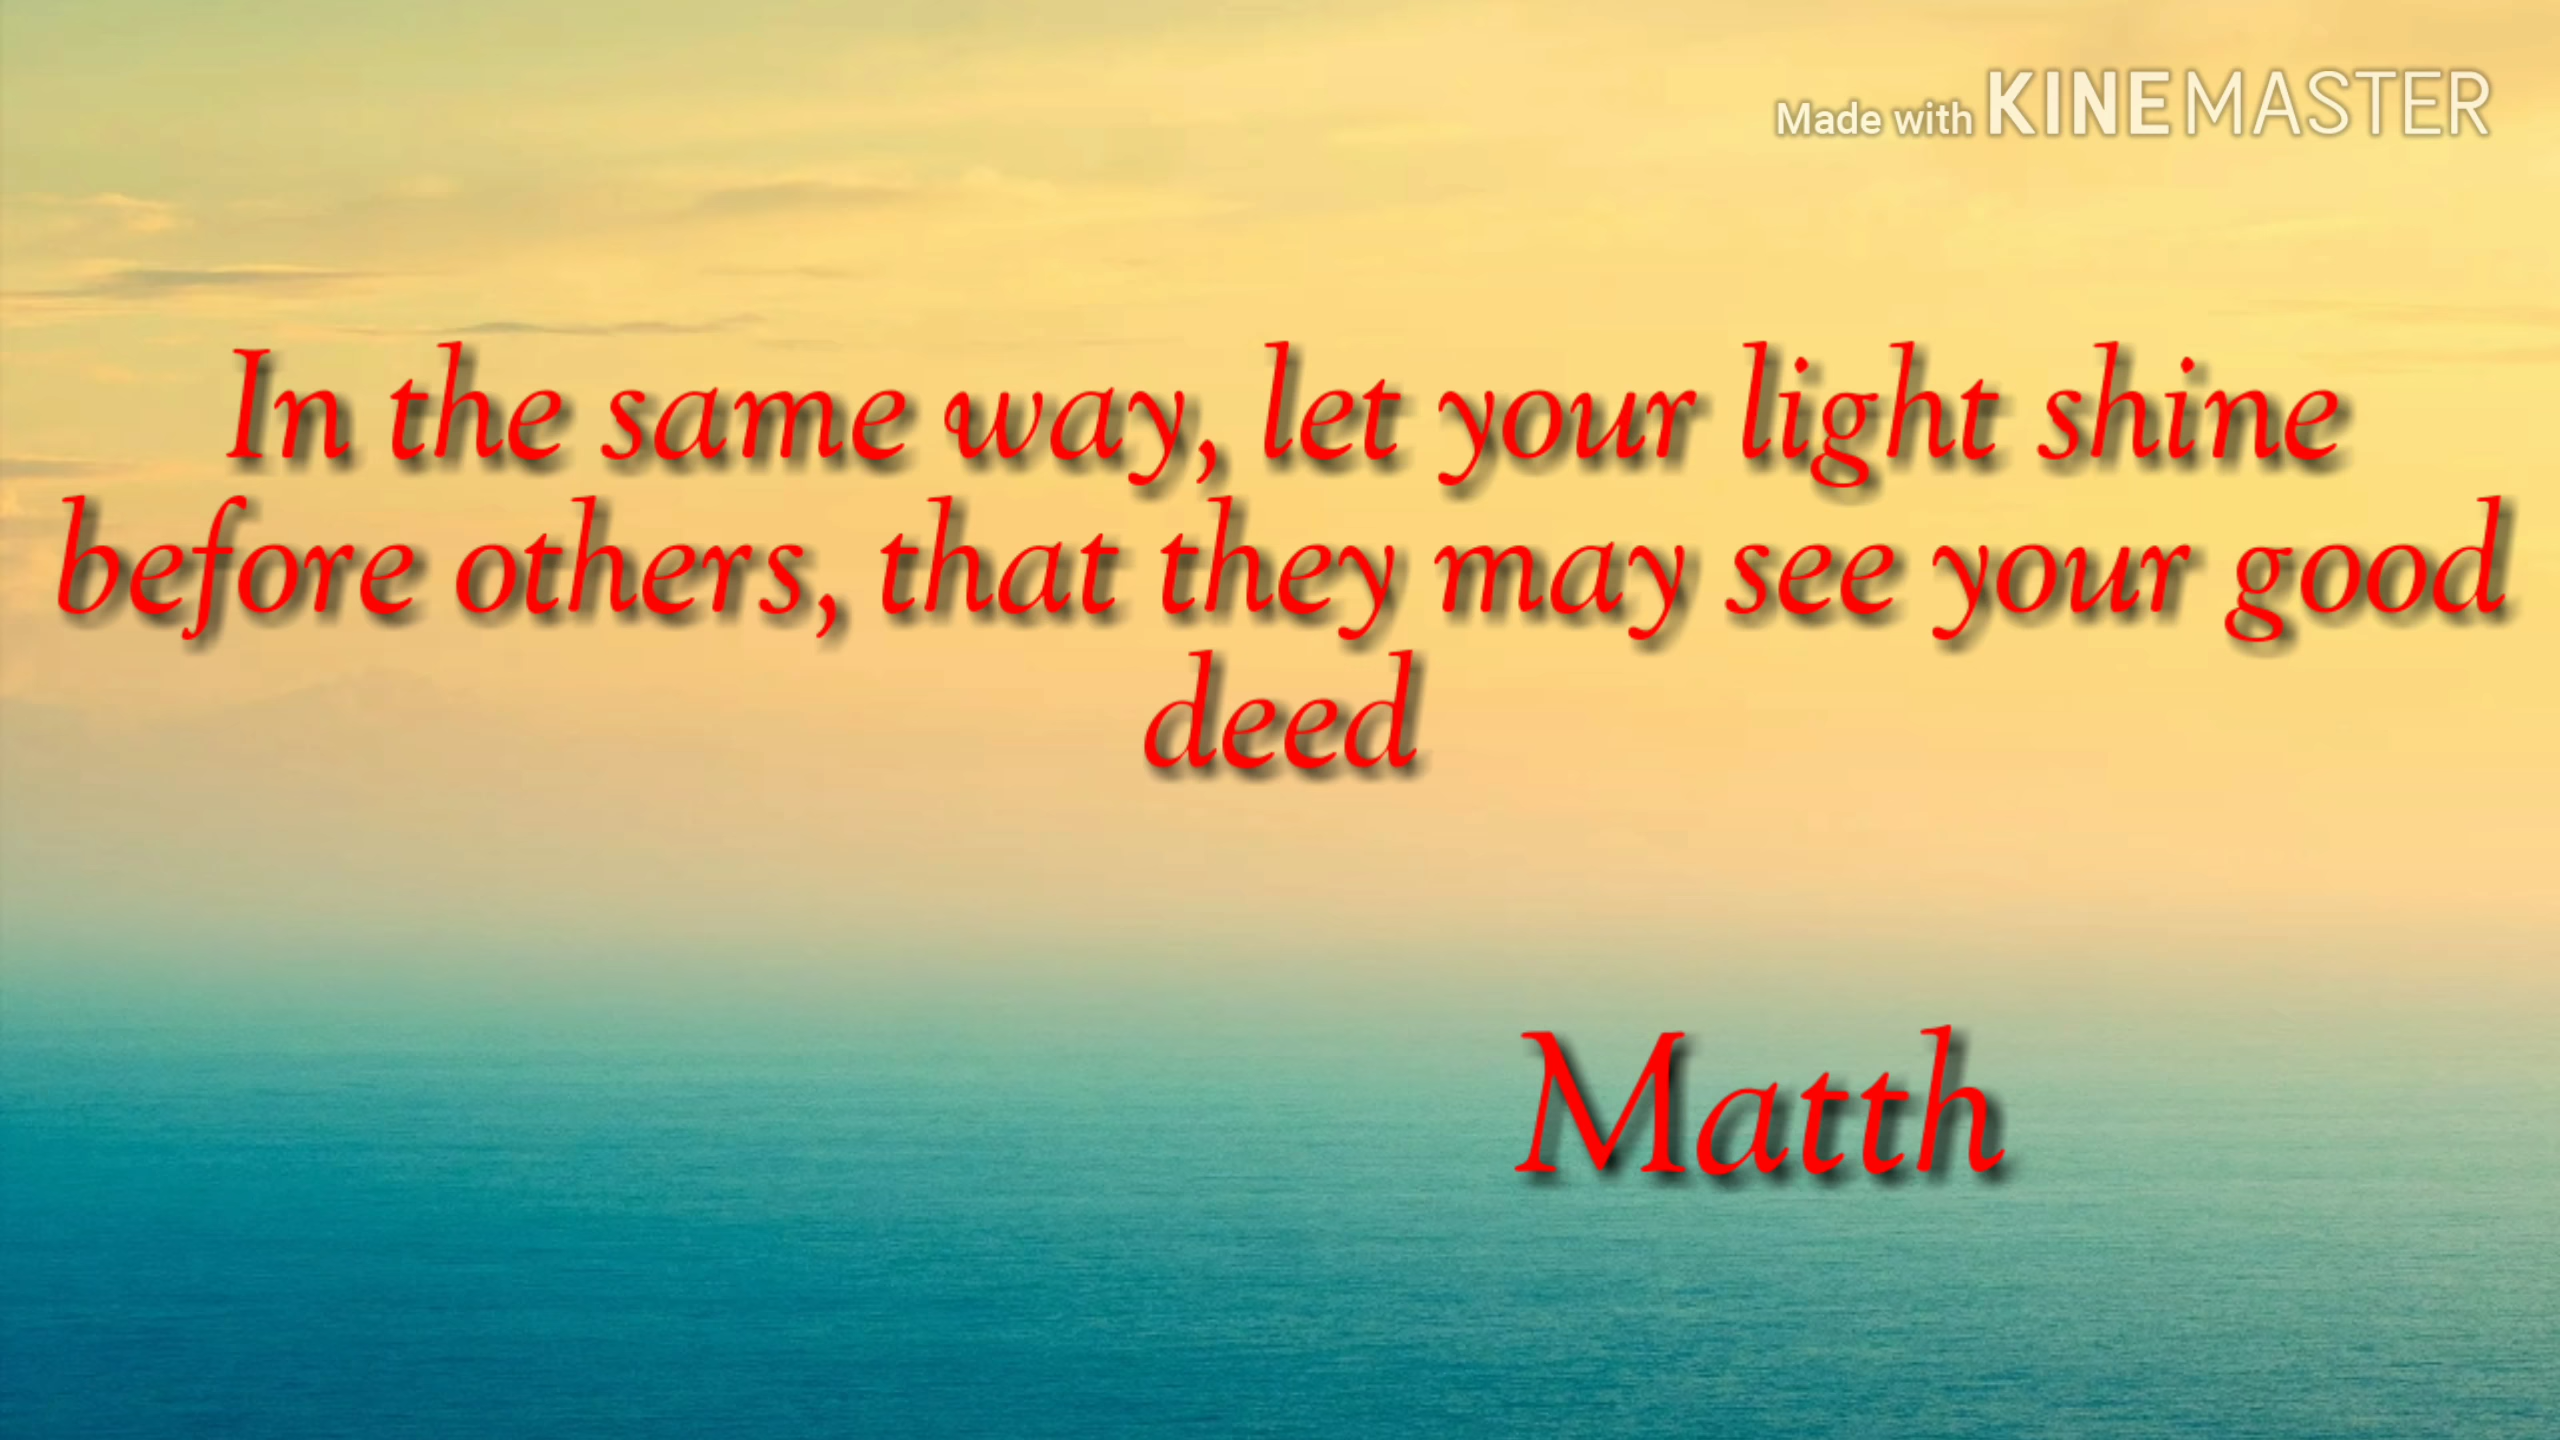 Made with KINEMASTER
In the same way, let your light shine
before others, that they may see your good
deed
Matth